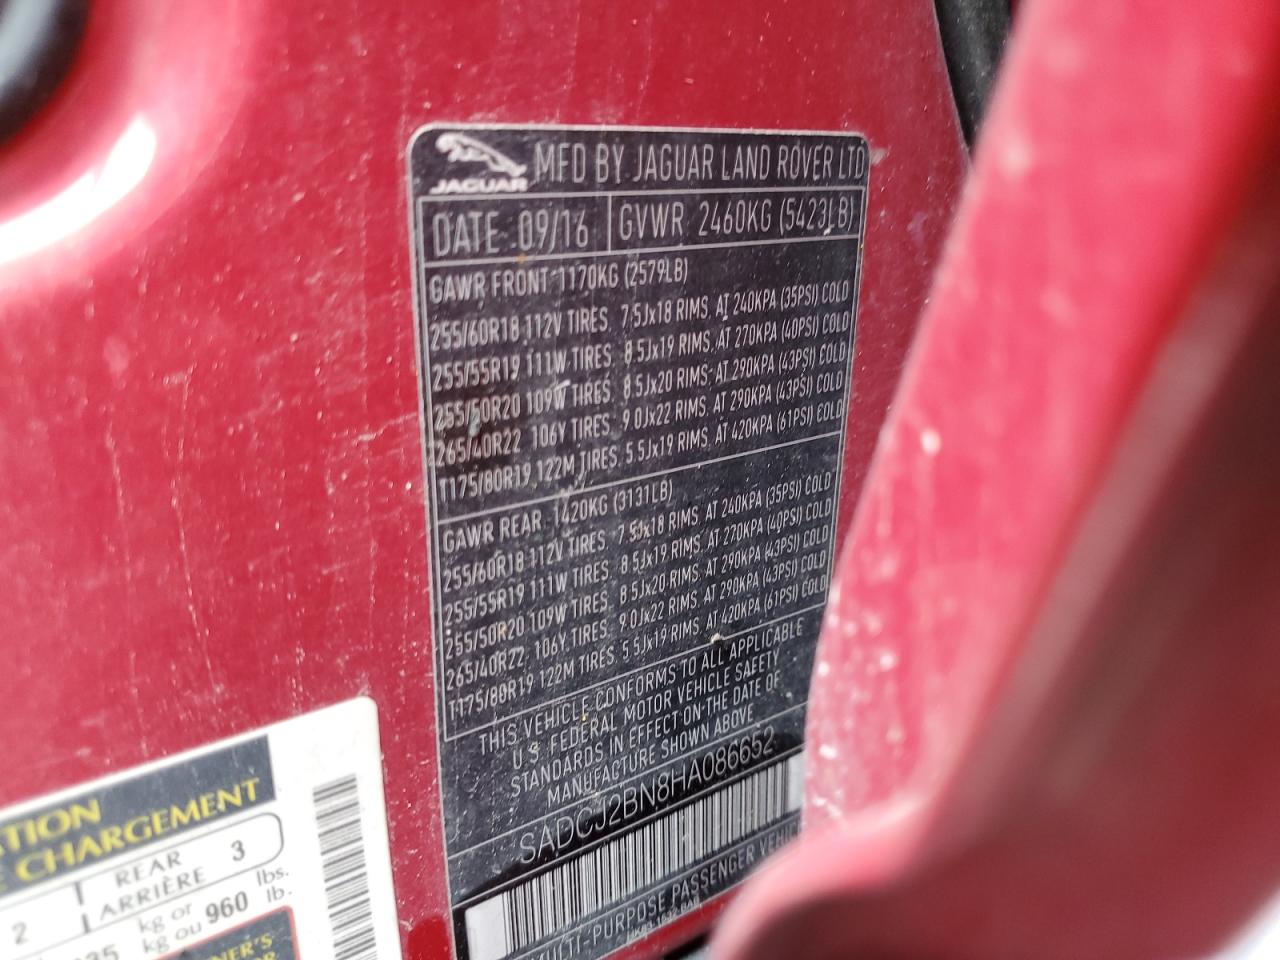 JAGUAR MFD BY JAGUAR LAND ROVER LTD
DATE 09/16 GVWR 2460KG (5423LB)
GAWR FRONT 1170KG (2579LB)
255/60R18 112V TIRES, 7.5Jx18 RIMS, AT 240KPA (35PSI) COLD
255/55R19 111W TIRES, 8.5Jx19 RIMS, AT 270KPA (40PSI) COLD
255/50R20 109W TIRES, 8.5Jx20 RIMS, AT 290KPA (43PSI) COLD
265/40R22 106Y TIRES, 9.0Jx22 RIMS, AT 290KPA (43PSI) COLD
T175/80R19 122M TIRES, 5.5Jx19 RIMS, AT 420KPA (61PSI) COLD
GAWR REAR 1420KG (3131LB)
255/60R18 112V TIRES, 7.5Jx18 RIMS, AT 240KPA (35PSI) COLD
255/55R19 111W TIRES, 8.5Jx19 RIMS, AT 270KPA (40PSI) COLD
255/50R20 109W TIRES, 8.5Jx20 RIMS, AT 290KPA (43PSI) COLD
265/40R22 106Y TIRES, 9.0Jx22 RIMS, AT 290KPA (43PSI) COLD
T175/80R19 122M TIRES, 5.5Jx19 RIMS, AT 420KPA (61PSI) COLD
THIS VEHICLE CONFORMS TO ALL APPLICABLE
U.S. FEDERAL MOTOR VEHICLE SAFETY
STANDARDS IN EFFECT ON THE DATE OF
MANUFACTURE SHOWN ABOVE
SADCJ2BN8HA086652
MULTI-PURPOSE PASSENGER VEHICLE
ATION
CHARGEMENT
2 REAR 3
ARRIÈRE
35 kg or 960 lbs.
kg ou lb.
NER'S